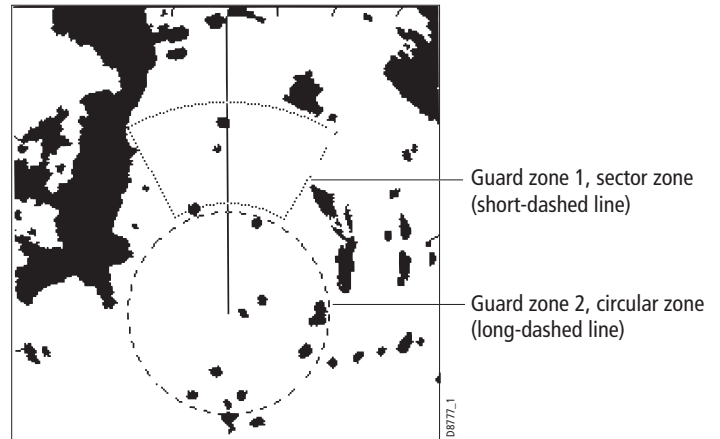 Guard zone 1, sector zone
(short-dashed line)
Guard zone 2, circular zone
(long-dashed line)
D8777_1